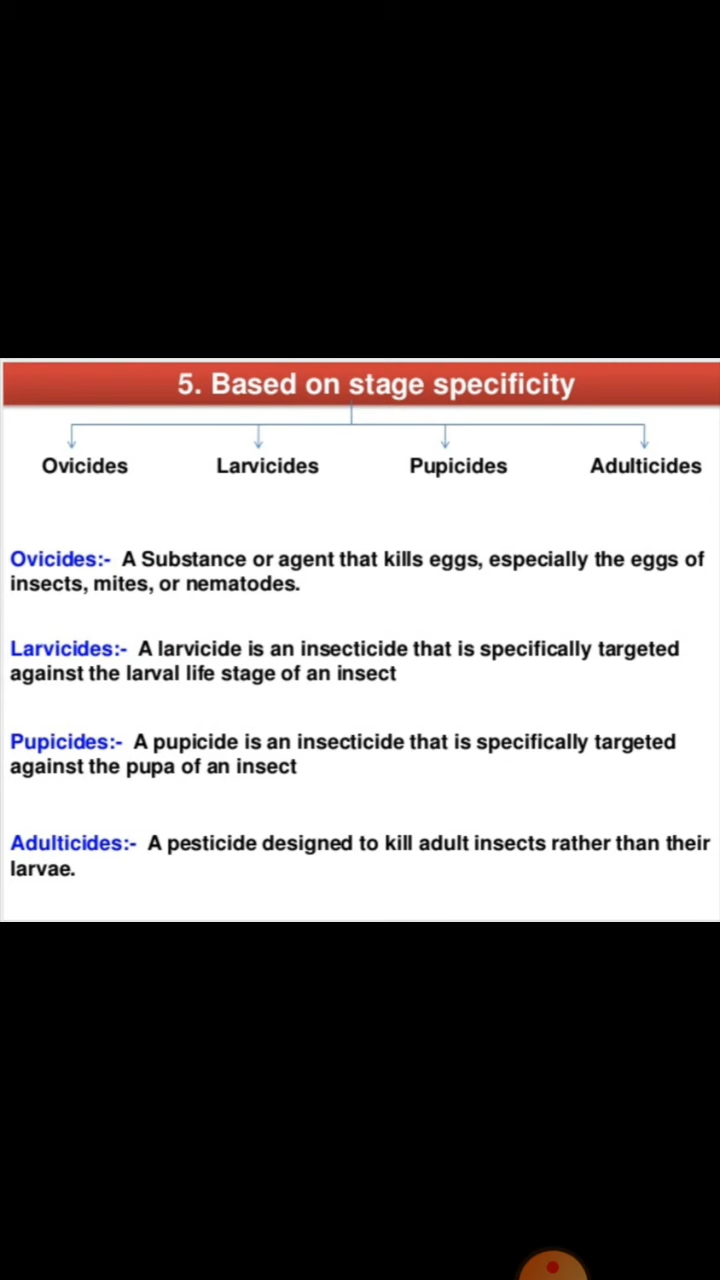 5. Based on stage specificity
Ovicides Larvicides Pupicides Adulticides
Ovicides:- A Substance or agent that kills eggs, especially the eggs of
insects, mites, or nematodes.
Larvicides:- A larvicide is an insecticide that is specifically targeted
against the larval life stage of an insect
Pupicides:- A pupicide is an insecticide that is specifically targeted
against the pupa of an insect
Adulticides:- A pesticide designed to kill adult insects rather than their
larvae.